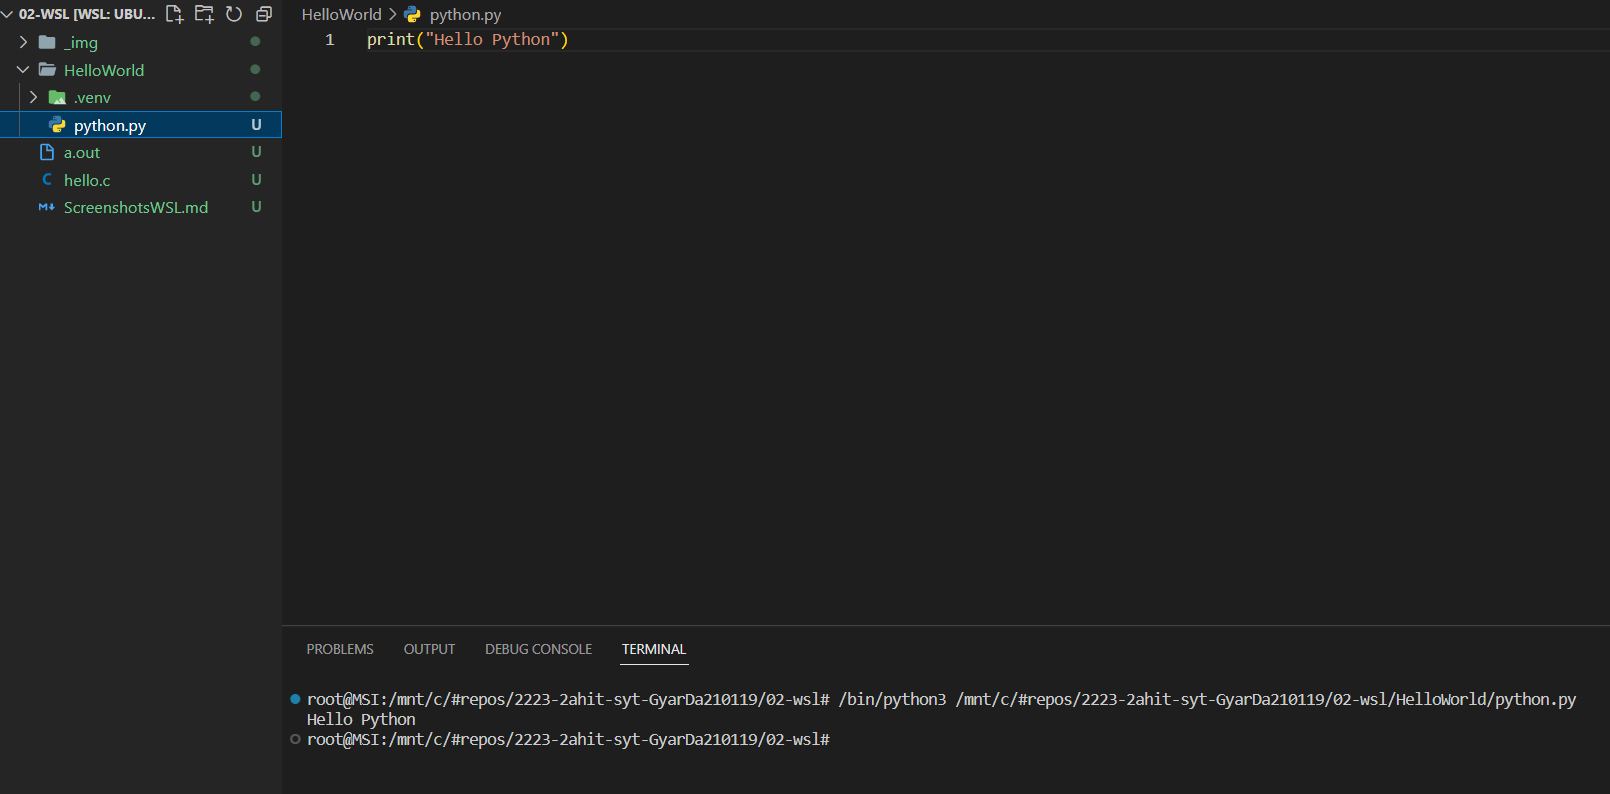 02-WSL [WSL: UBU...
_img
HelloWorld
.venv
python.py U
a.out U
C hello.c U
M↓ ScreenshotsWSL.md U
HelloWorld > python.py
1 print("Hello Python")
PROBLEMS OUTPUT DEBUG CONSOLE TERMINAL
root@MSI:/mnt/c/#repos/2223-2ahit-syt-GyarDa210119/02-wsl# /bin/python3 /mnt/c/#repos/2223-2ahit-syt-GyarDa210119/02-wsl/HelloWorld/python.py
Hello Python
root@MSI:/mnt/c/#repos/2223-2ahit-syt-GyarDa210119/02-wsl#